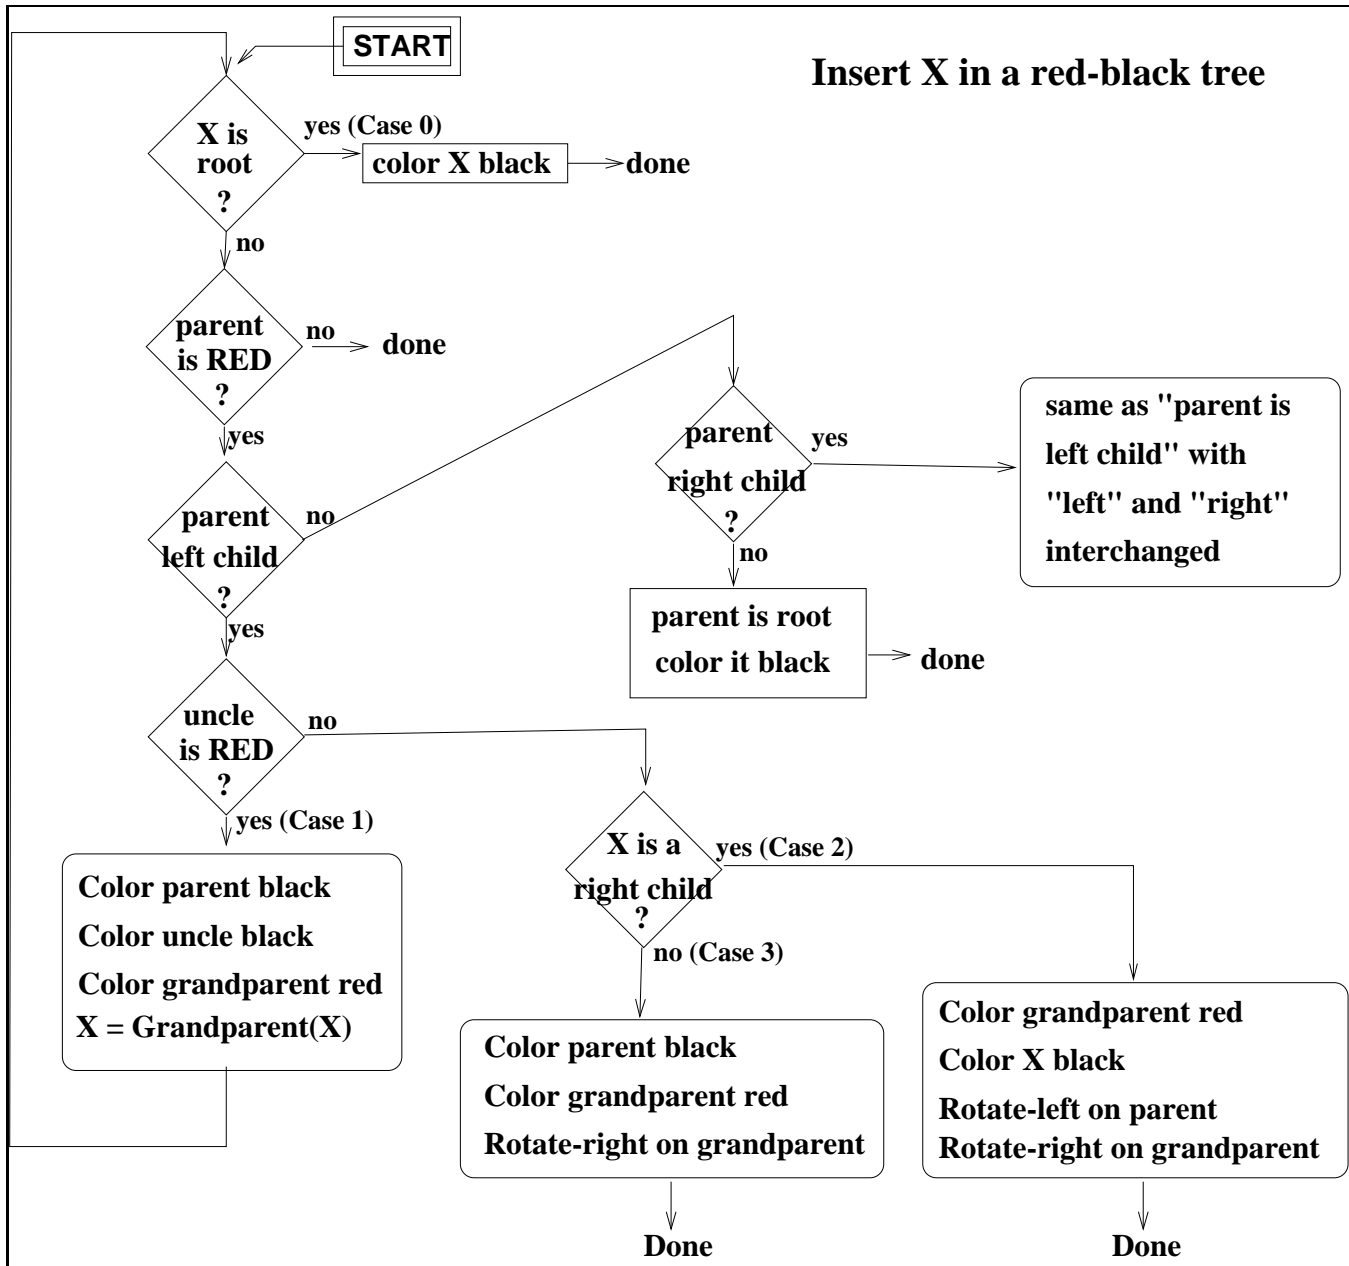 START
Insert X in a red-black tree
X is
root
?
yes (Case 0)
color X black
done
no
parent
is RED
?
no
done
yes
parent
left child
?
no
parent
right child
?
yes
same as "parent is
left child" with
"left" and "right"
interchanged
no
parent is root
color it black
done
yes
uncle
is RED
?
no
yes (Case 1)
Color parent black
Color uncle black
Color grandparent red
X = Grandparent(X)
X is a
right child
?
yes (Case 2)
no (Case 3)
Color parent black
Color grandparent red
Rotate-right on grandparent
Done
Color grandparent red
Color X black
Rotate-left on parent
Rotate-right on grandparent
Done